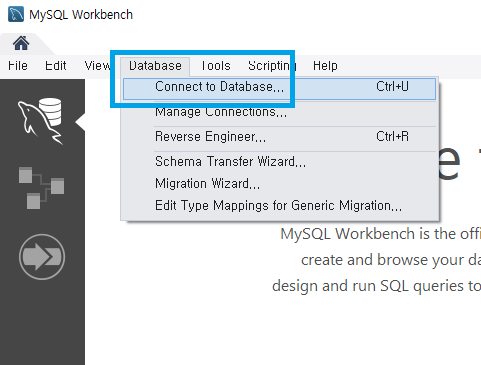 MySQL Workbench
File Edit View Database Tools Scripting Help
Connect to Database... Ctrl+U
Manage Connections...
Reverse Engineer... Ctrl+R
Schema Transfer Wizard...
Migration Wizard...
Edit Type Mappings for Generic Migration...
MySQL Workbench is the offi
create and browse your da
design and run SQL queries to